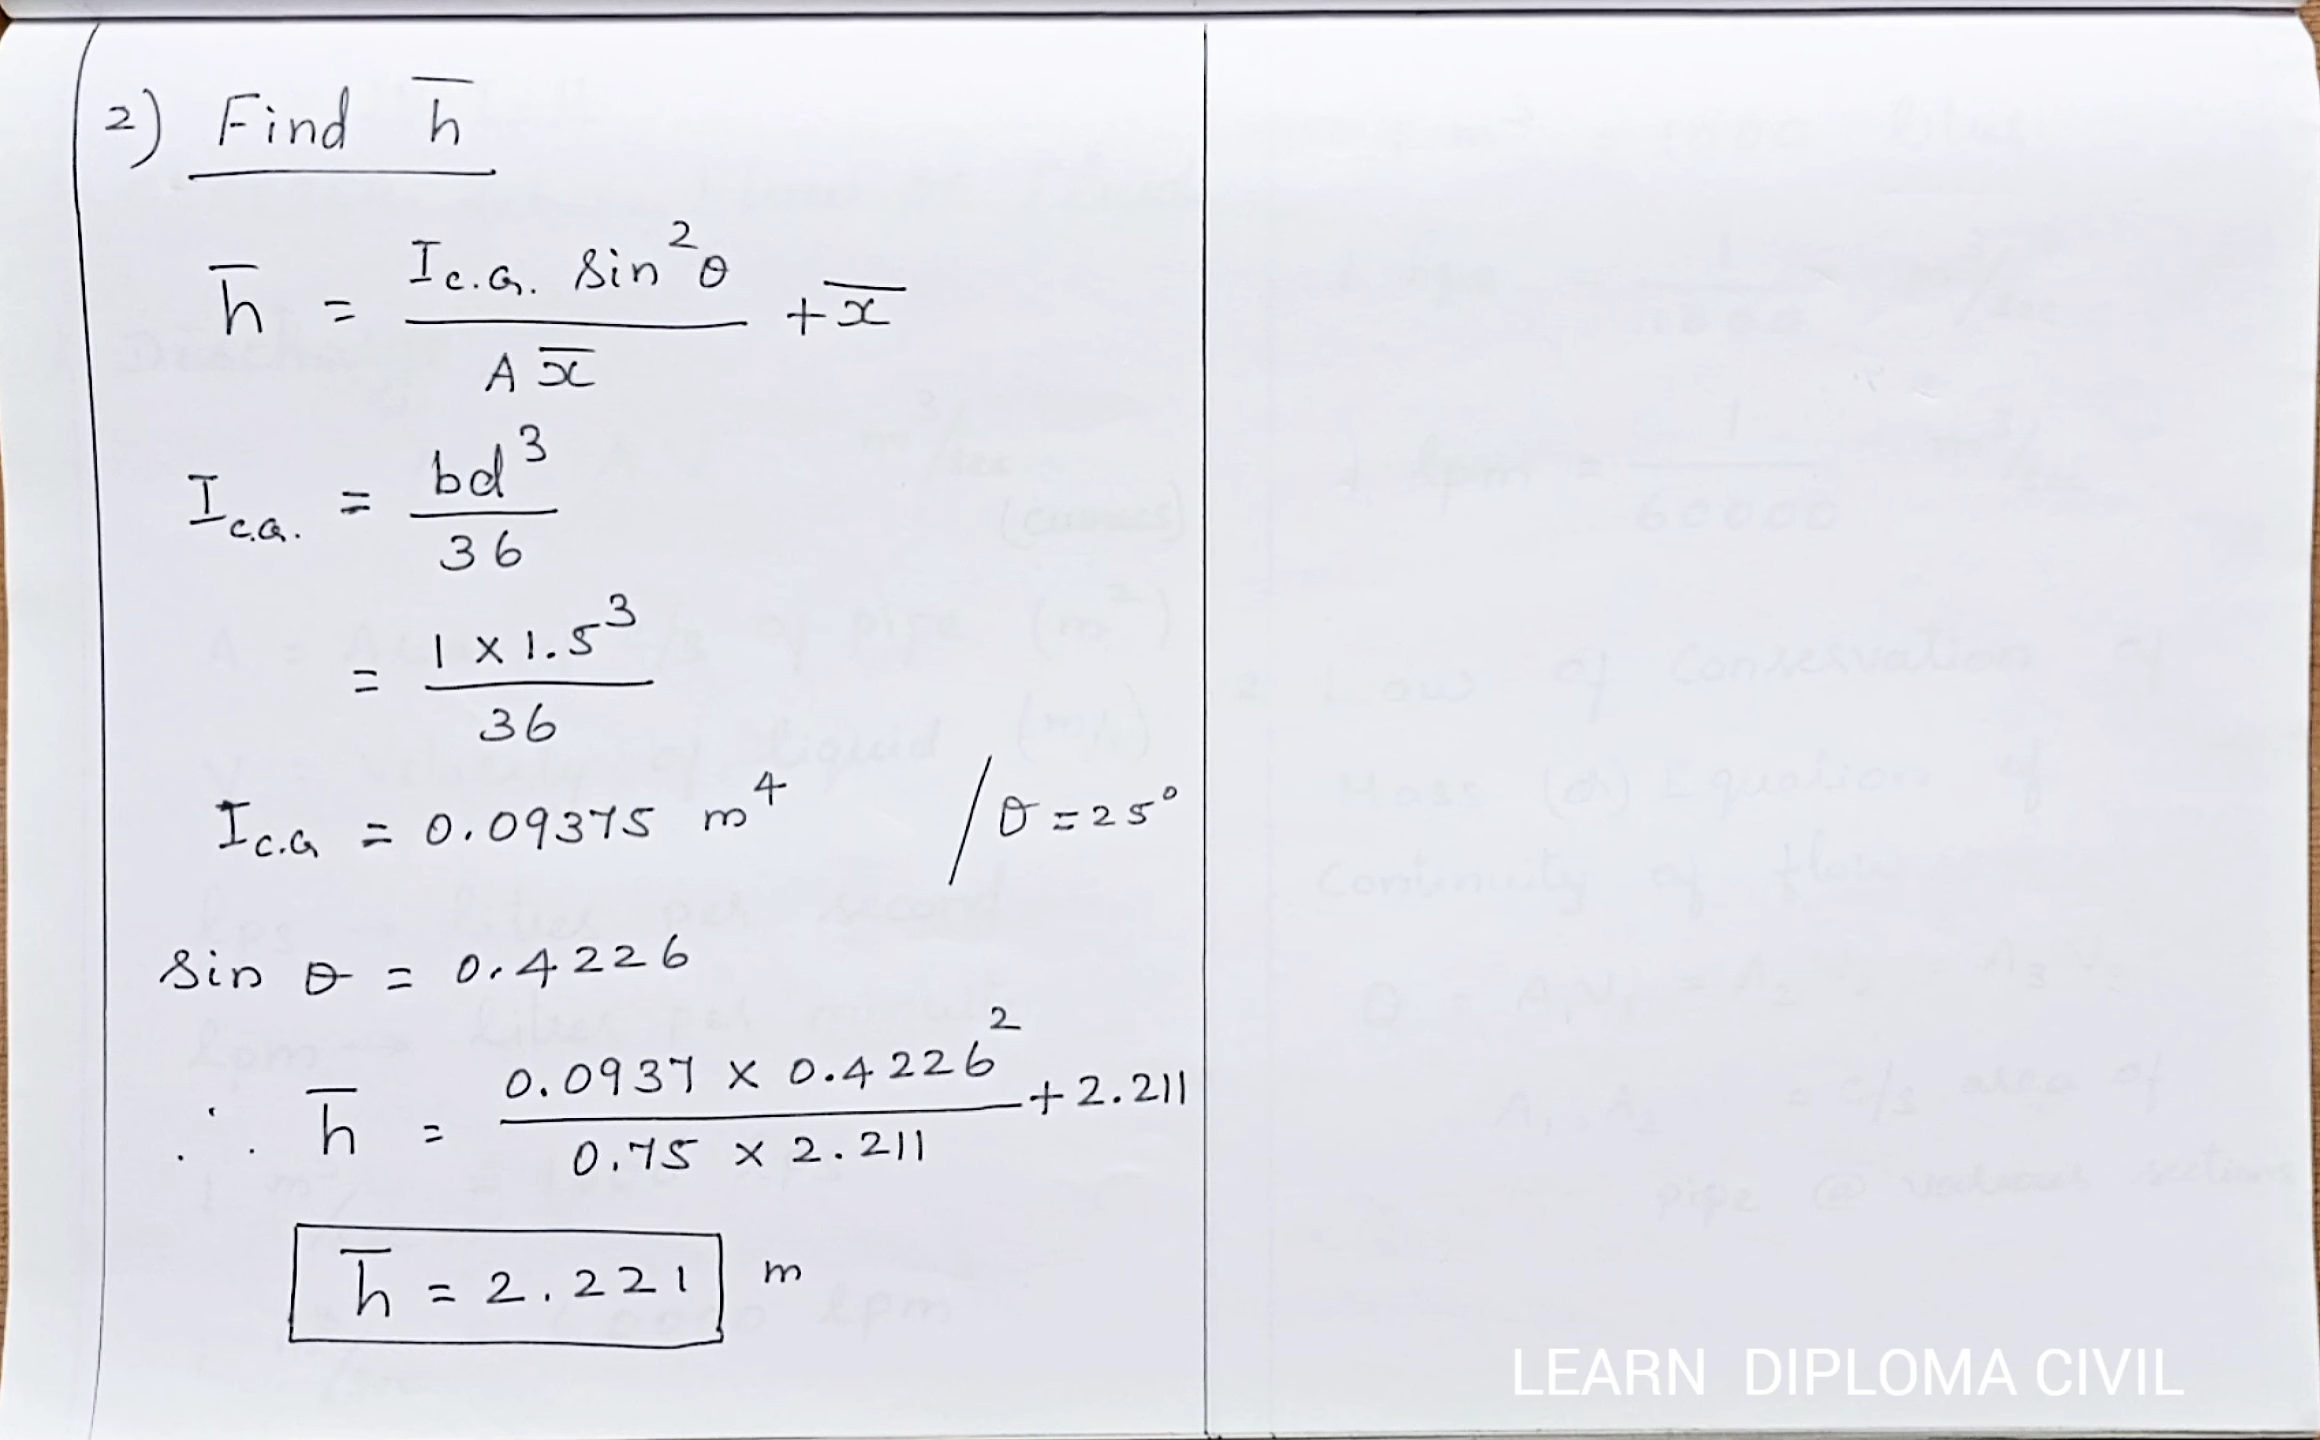 2) Find h̅
h̅ = I c.G. sin²θ / A x̅ + x̅
I c.G. = bd³ / 36
= 1 × 1.5³ / 36
I c.G = 0.09375 m⁴ / θ = 25°
sin θ = 0.4226
∴ h̅ = 0.0937 × 0.4226² / 0.75 × 2.211 + 2.211
h̅ = 2.221 m
LEARN DIPLOMA CIVIL